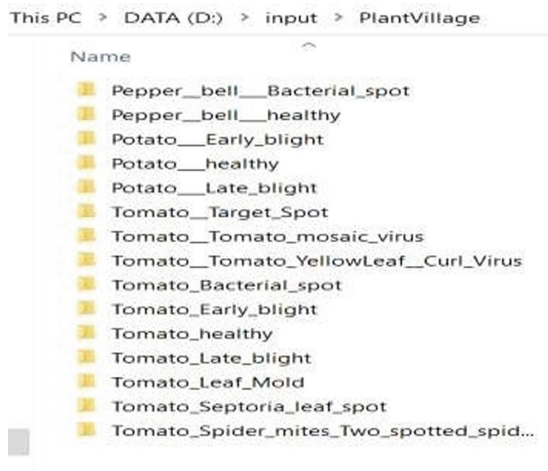 This PC > DATA (D:) > input > PlantVillage
Name
Pepper__bell___Bacterial_spot
Pepper__bell___healthy
Potato___Early_blight
Potato___healthy
Potato___Late_blight
Tomato__Target_Spot
Tomato__Tomato_mosaic_virus
Tomato__Tomato_YellowLeaf__Curl_Virus
Tomato_Bacterial_spot
Tomato_Early_blight
Tomato_healthy
Tomato_Late_blight
Tomato_Leaf_Mold
Tomato_Septoria_leaf_spot
Tomato_Spider_mites_Two_spotted_spid...